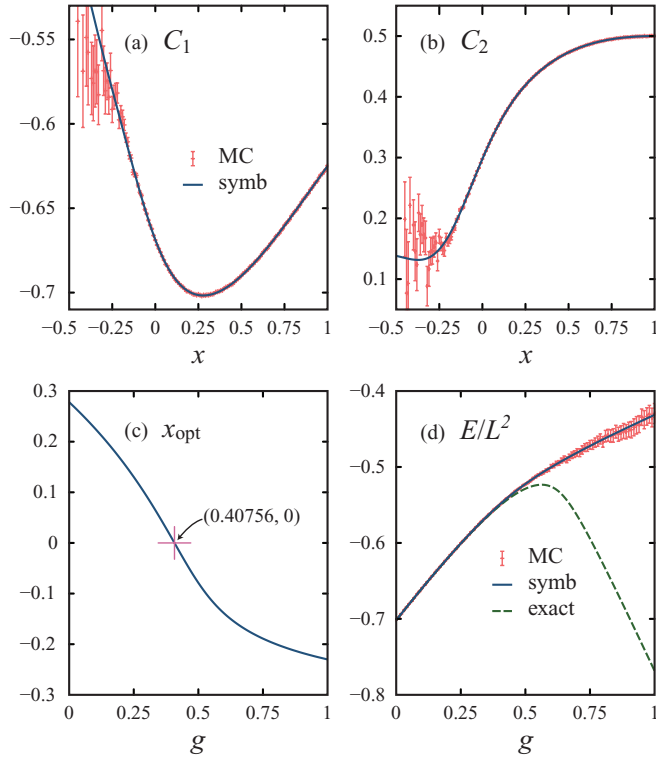 (a) C₁
−0.55
−0.6
−0.65
−0.7
MC
symb
−0.5 −0.25 0 0.25 0.5 0.75 1
x
(b) C₂
0.5
0.4
0.3
0.2
0.1
−0.5 −0.25 0 0.25 0.5 0.75 1
x
(c) x_opt
0.3
0.2
0.1
0
−0.1
−0.2
−0.3
(0.40756, 0)
0 0.25 0.5 0.75 1
g
(d) E/L²
−0.4
−0.5
−0.6
−0.7
−0.8
MC
symb
exact
0 0.25 0.5 0.75 1
g